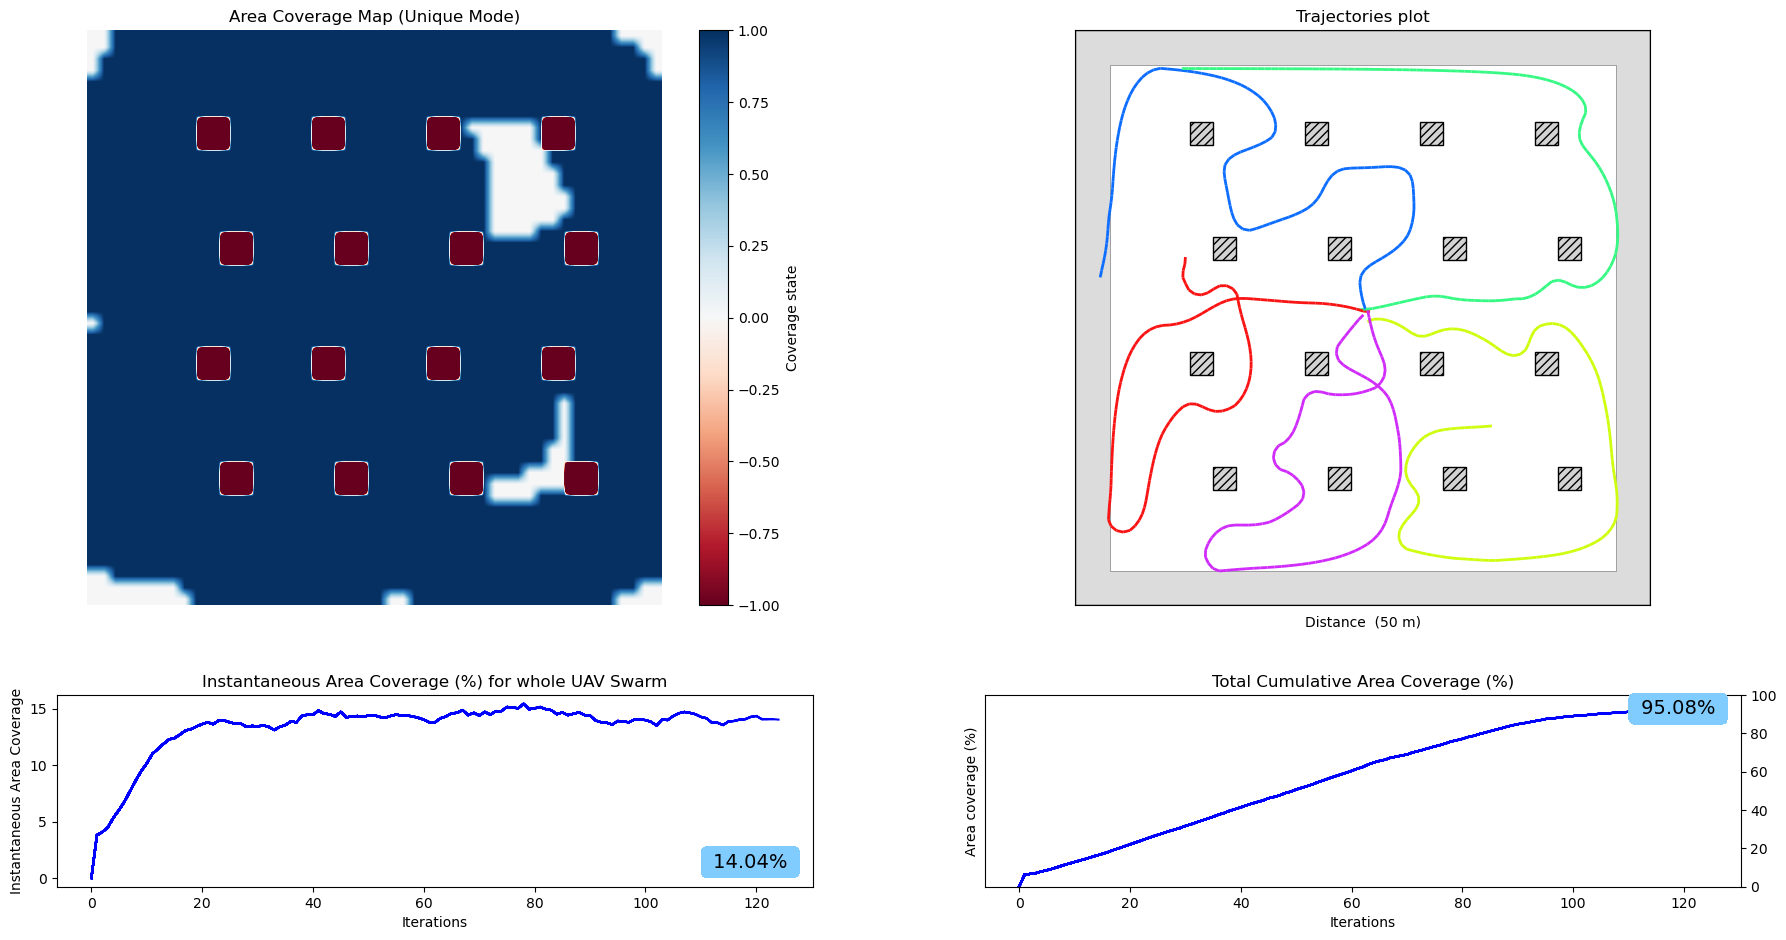 Area Coverage Map (Unique Mode)
1.00
0.75
0.50
0.25
0.00
−0.25
−0.50
−0.75
−1.00
Coverage state
Trajectories plot
Distance  (50 m)
Instantaneous Area Coverage (%) for whole UAV Swarm
Instantaneous Area Coverage
15
10
5
0
14.04%
0 20 40 60 80 100 120
Iterations
Total Cumulative Area Coverage (%)
Area coverage (%)
95.08%
100
80
60
40
20
0
0 20 40 60 80 100 120
Iterations